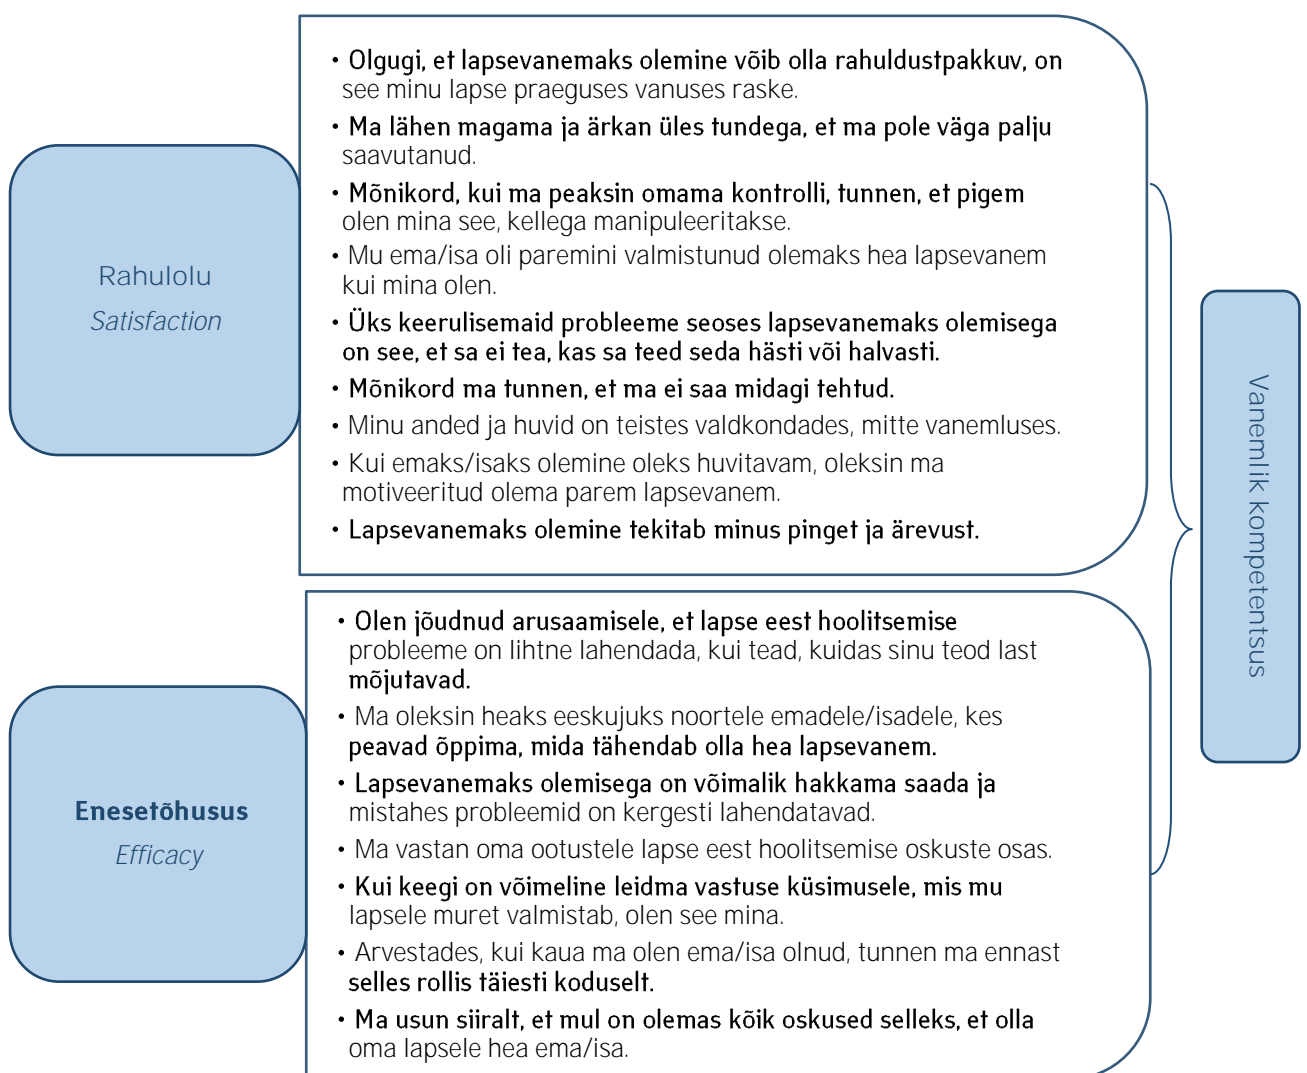 Rahulolu
Satisfaction
• Olgugi, et lapsevanemaks olemine võib olla rahuldustpakkuv, on
see minu lapse praeguses vanuses raske.
• Ma lähen magama ja ärkan üles tundega, et ma pole väga palju
saavutanud.
• Mõnikord, kui ma peaksin omama kontrolli, tunnen, et pigem
olen mina see, kellega manipuleeritakse.
• Mu ema/isa oli paremini valmistunud olemaks hea lapsevanem
kui mina olen.
• Üks keerulisemaid probleeme seoses lapsevanemaks olemisega
on see, et sa ei tea, kas sa teed seda hästi või halvasti.
• Mõnikord ma tunnen, et ma ei saa midagi tehtud.
• Minu anded ja huvid on teistes valdkondades, mitte vanemluses.
• Kui emaks/isaks olemine oleks huvitavam, oleksin ma
motiveeritud olema parem lapsevanem.
• Lapsevanemaks olemine tekitab minus pinget ja ärevust.
Enesetõhusus
Efficacy
• Olen jõudnud arusaamisele, et lapse eest hoolitsemise
probleeme on lihtne lahendada, kui tead, kuidas sinu teod last
mõjutavad.
• Ma oleksin heaks eeskujuks noortele emadele/isadele, kes
peavad õppima, mida tähendab olla hea lapsevanem.
• Lapsevanemaks olemisega on võimalik hakkama saada ja
mistahes probleemid on kergesti lahendatavad.
• Ma vastan oma ootustele lapse eest hoolitsemise oskuste osas.
• Kui keegi on võimeline leidma vastuse küsimusele, mis mu
lapsele muret valmistab, olen see mina.
• Arvestades, kui kaua ma olen ema/isa olnud, tunnen ma ennast
selles rollis täiesti koduselt.
• Ma usun siiralt, et mul on olemas kõik oskused selleks, et olla
oma lapsele hea ema/isa.
Vanemlik kompetentsus